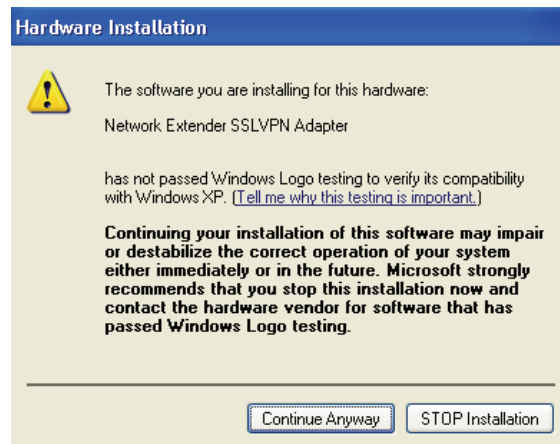 Hardware Installation
The software you are installing for this hardware:
Network Extender SSLVPN Adapter
has not passed Windows Logo testing to verify its compatibility
with Windows XP. (Tell me why this testing is important.)
Continuing your installation of this software may impair
or destabilize the correct operation of your system
either immediately or in the future. Microsoft strongly
recommends that you stop this installation now and
contact the hardware vendor for software that has
passed Windows Logo testing.
Continue Anyway STOP Installation